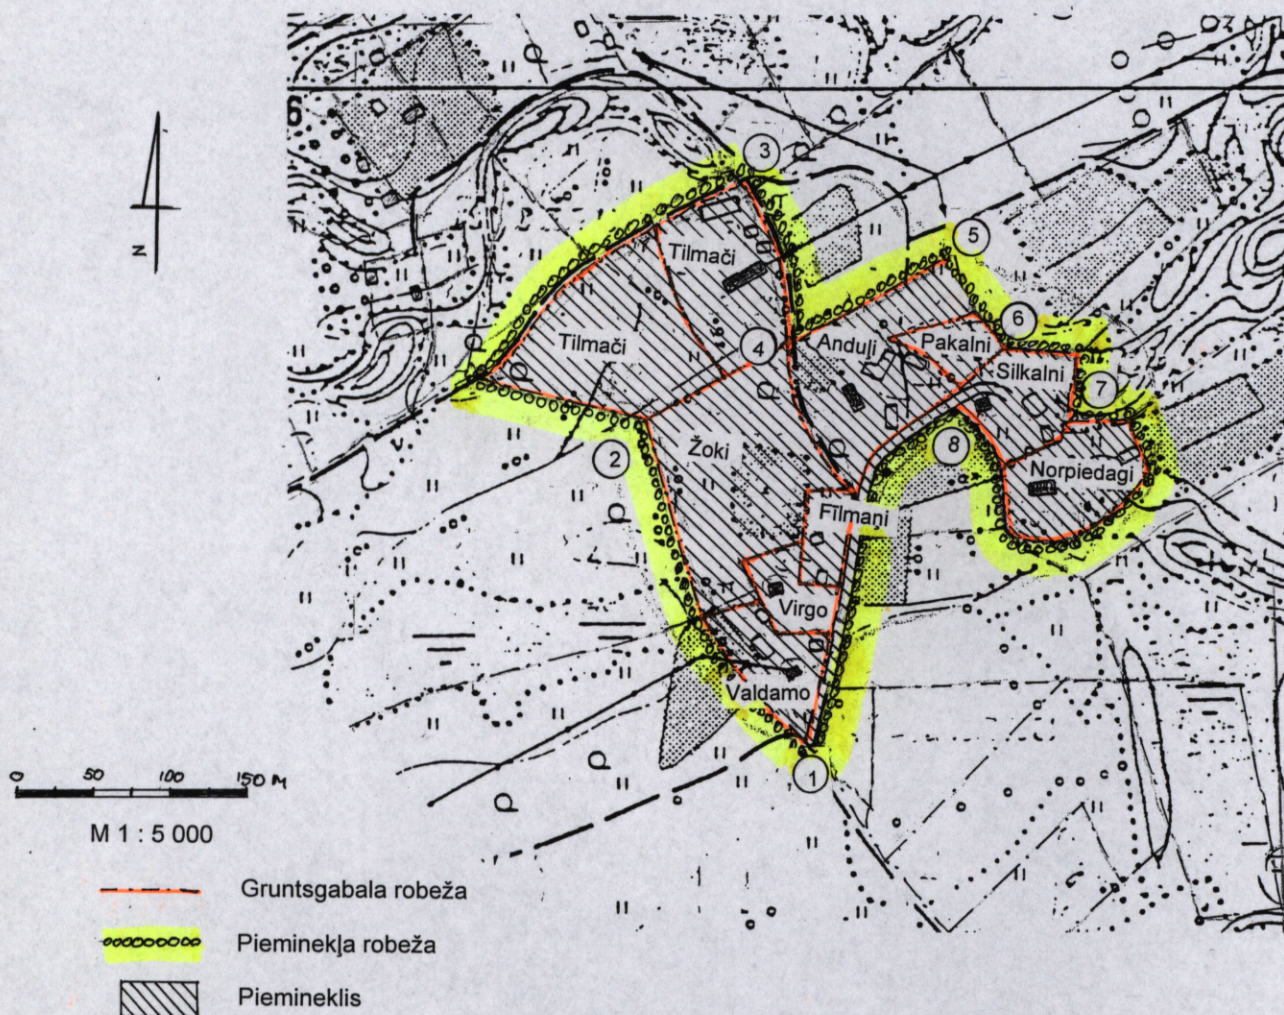 6
3
5
Tilmači
6
Anduļi
Pakalni
4
Tilmači
Silkalni
7
N
Žoki
8
2
Norpiedagi
Fīlmaņi
Virgo
Valdamo
1
0 50 100 150 M
M 1 : 5 000
Gruntsgabala robeža
Pieminekļa robeža
Piemineklis